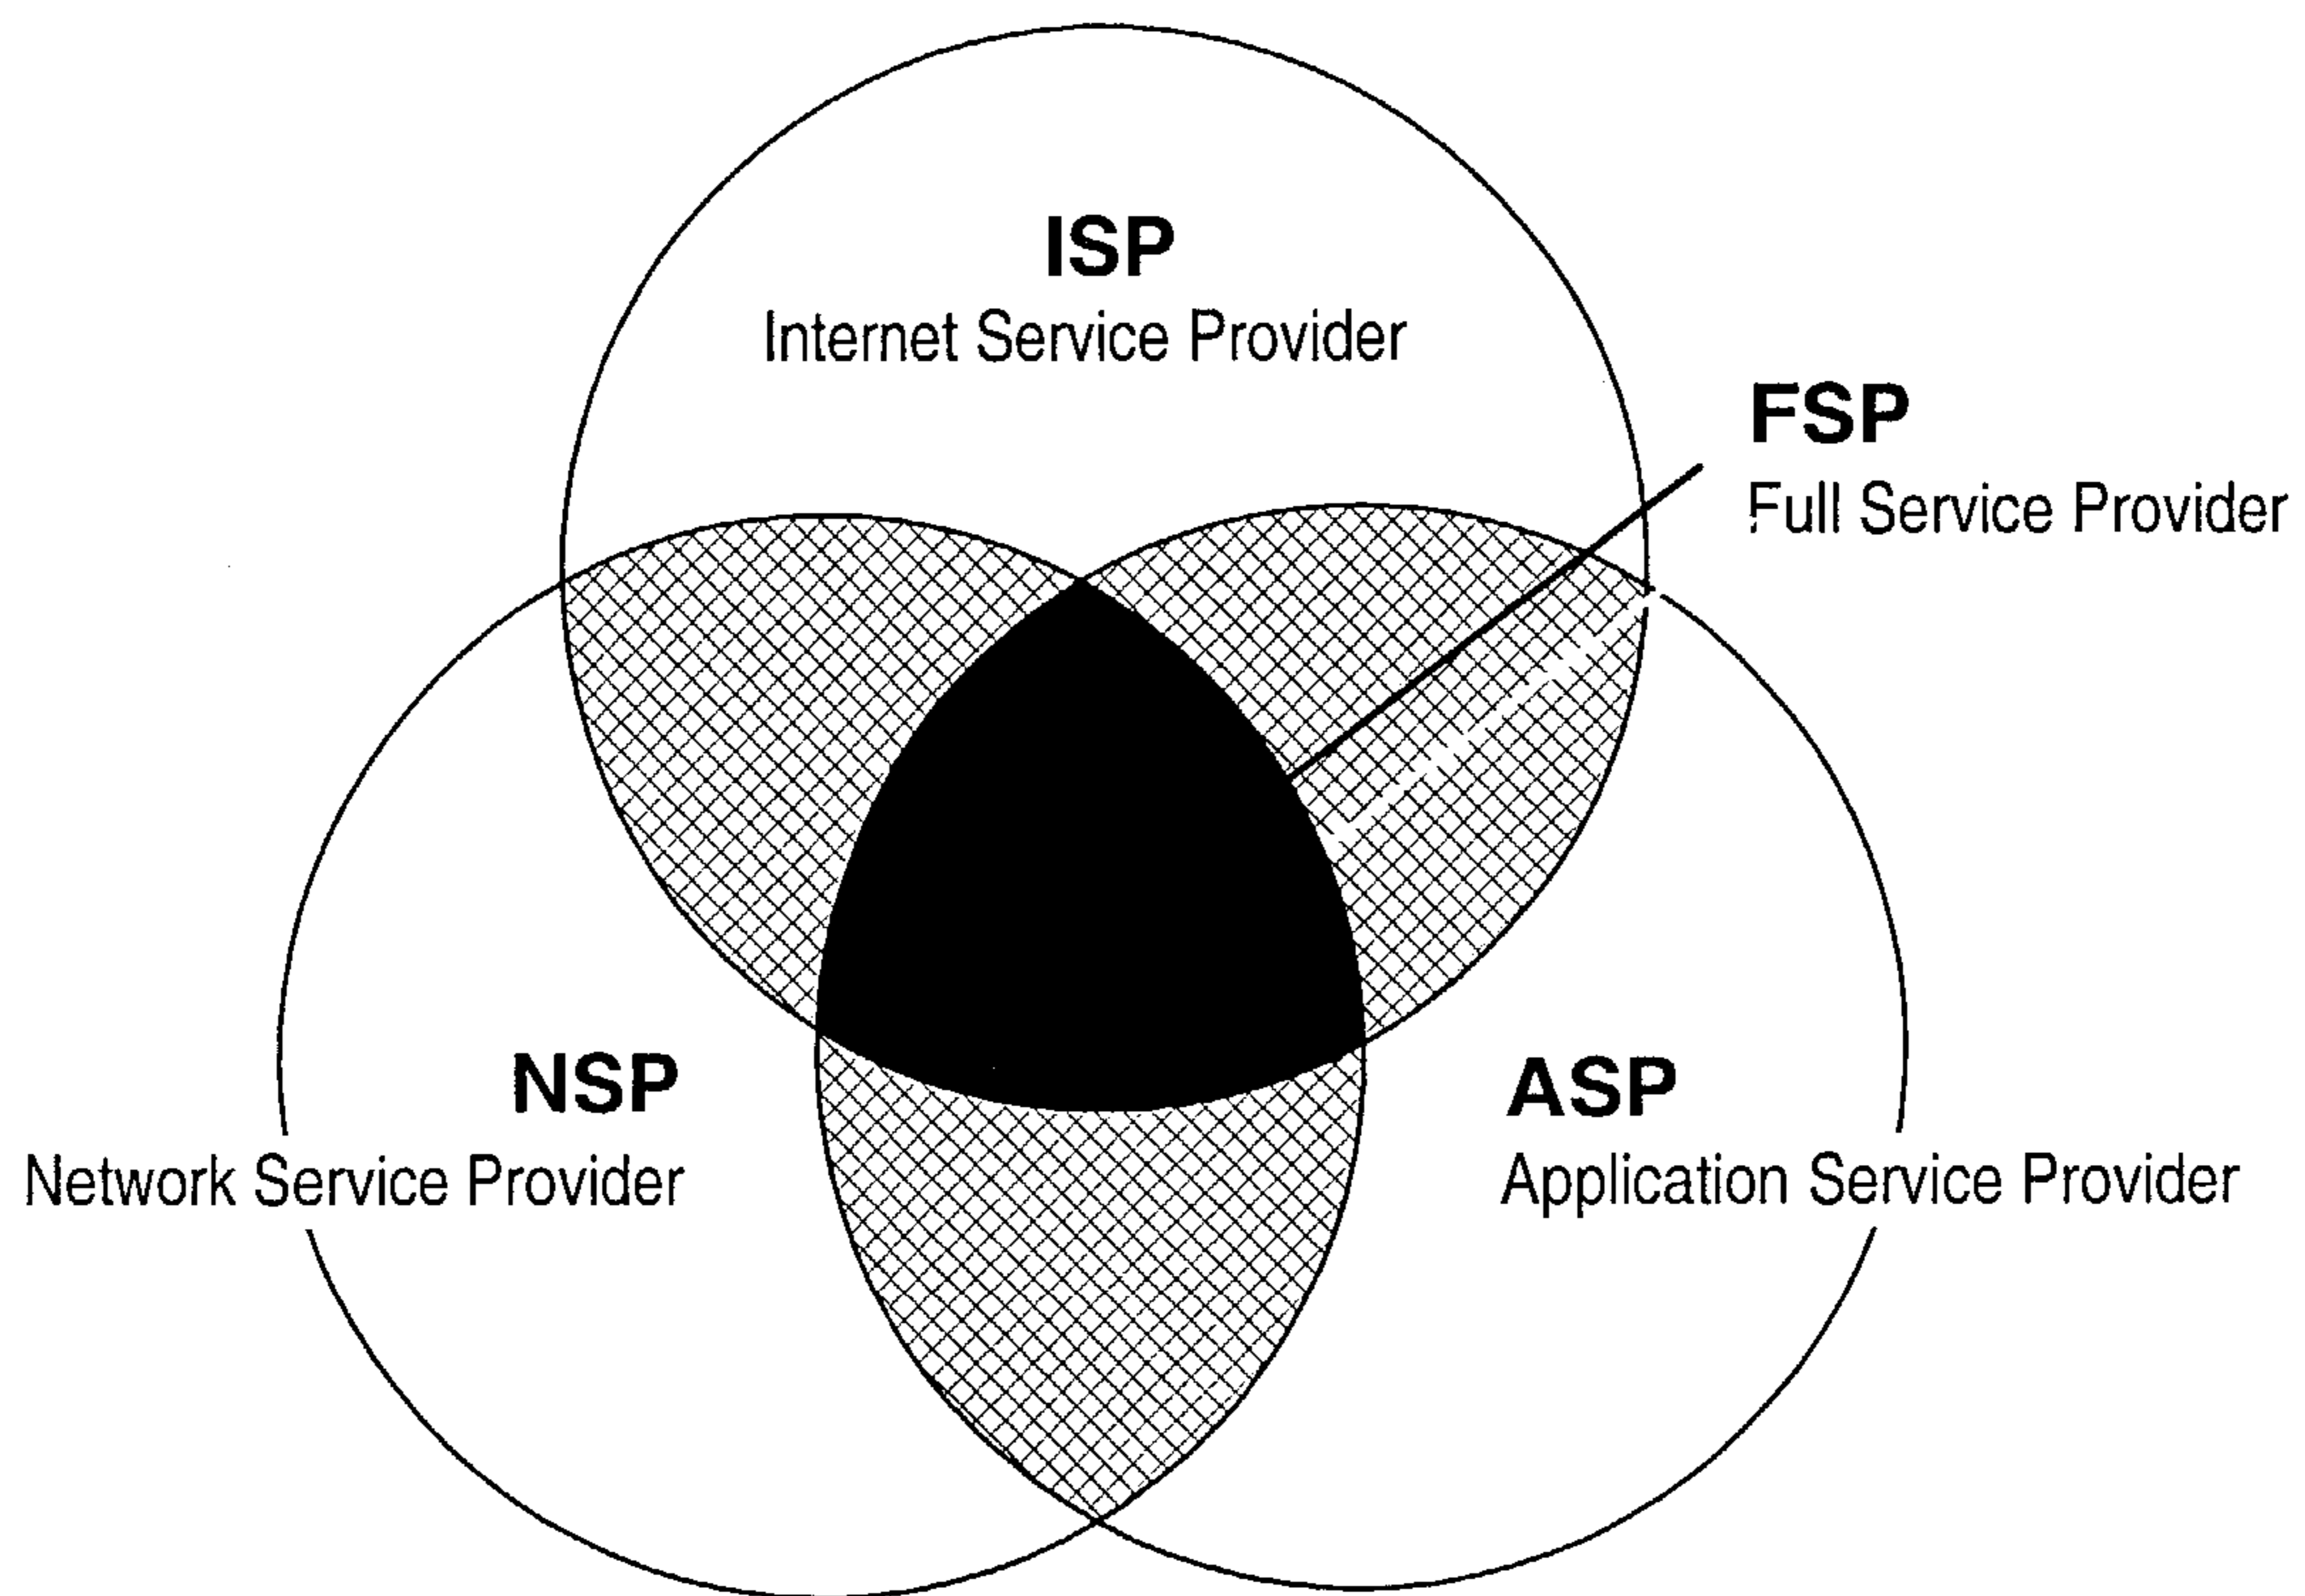 ISP
Internet Service Provider
FSP
Full Service Provider
NSP
Network Service Provider
ASP
Application Service Provider